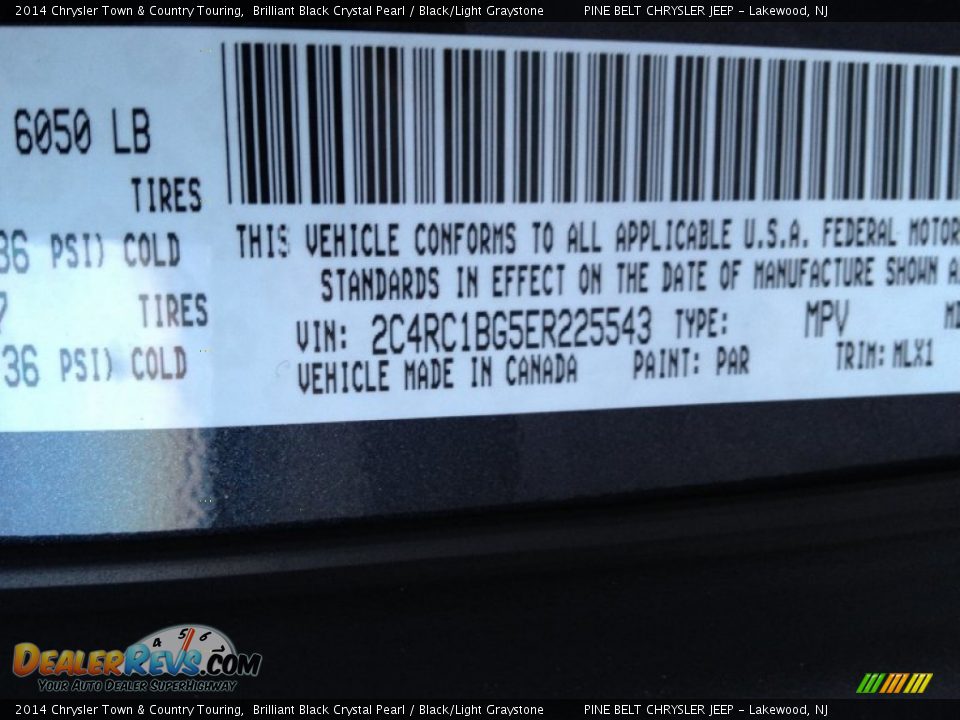 2014 Chrysler Town & Country Touring, Brilliant Black Crystal Pearl / Black/Light Graystone PINE BELT CHRYSLER JEEP - Lakewood, NJ
6050 LB
TIRES
36 PSI) COLD
TIRES
36 PSI) COLD
THIS VEHICLE CONFORMS TO ALL APPLICABLE U.S.A. FEDERAL MOTOR
STANDARDS IN EFFECT ON THE DATE OF MANUFACTURE SHOWN
VIN: 2C4RC1BG5ER225543 TYPE: MPV
VEHICLE MADE IN CANADA PAINT: PAR TRIM: MLX1
4 5 6
DEALERREVS.COM
YOUR AUTO DEALER SUPERHIGHWAY
2014 Chrysler Town & Country Touring, Brilliant Black Crystal Pearl / Black/Light Graystone PINE BELT CHRYSLER JEEP - Lakewood, NJ